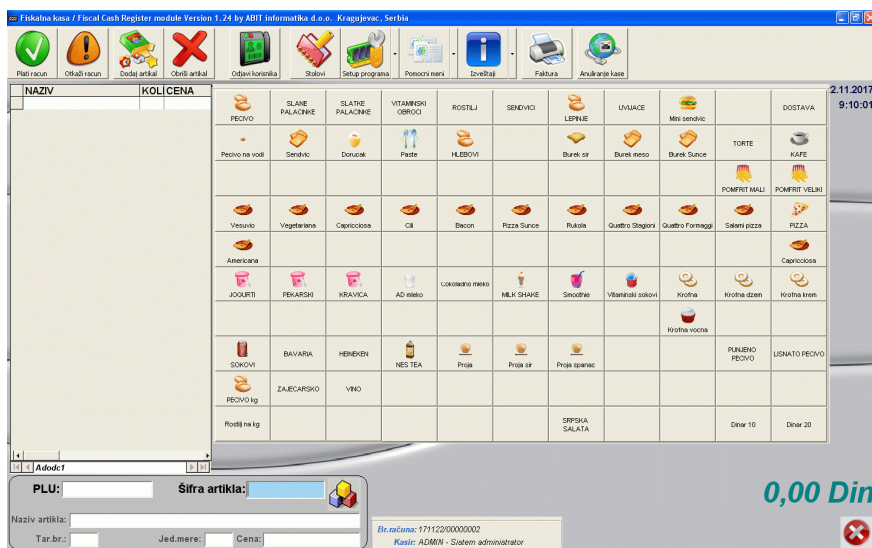 Fiskalna kasa / Fiscal Cash Register module Version 1.24 by ABIT informatika d.o.o. Kragujevac, Serbia
Plati racun Otkaži racun Dodaj artikal Obriši artikal Odjavi korisnika Stolovi Setup programa Pomocni meni Izveštaji Faktura Anuliranje kase
NAZIV KOL CENA
2.11.2017
9:10:01
PECIVO SLANE PALACINKE SLATKE PALACINKE VITAMINSKI OBROCI ROSTILJ SENDVICI LEPINJE UVIJACE Mini sendvic DOSTAVA
Pecivo na vodi Sendvic Dorucak Paste HLEBOVI Burek sir Burek meso Burek Sunce TORTE KAFE
POMFRIT MALI POMFRIT VELIKI
Vesuvio Vegetariana Capricciosa Cili Bacon Pizza Sunce Rukola Quattro Stagioni Quattro Formaggi Salami pizza PIZZA
Americana Capricciosa
JOGURTI PEKARSKI KRAVICA AD mleko Cokoladno mleko MILK SHAKE Smoothie Vitaminski sokovi Krofna Krofna dzem Krofna krem
Krofna vocna
SOKOVI BAVARIA HEINEKEN NES TEA Proja Proja sir Proja spanac PUNJENO PECIVO LISNATO PECIVO
PECIVO kg ZAJECARSKO VINO
Rostilj na kg SRPSKA SALATA Dinar 10 Dinar 20
Adodc1
PLU: Šifra artikla:
0,00 Din
Naziv artikla:
Tar.br.: Jed.mere: Cena:
Br.računa: 171122/00000002
Kasir: ADMIN - Sistem administrator